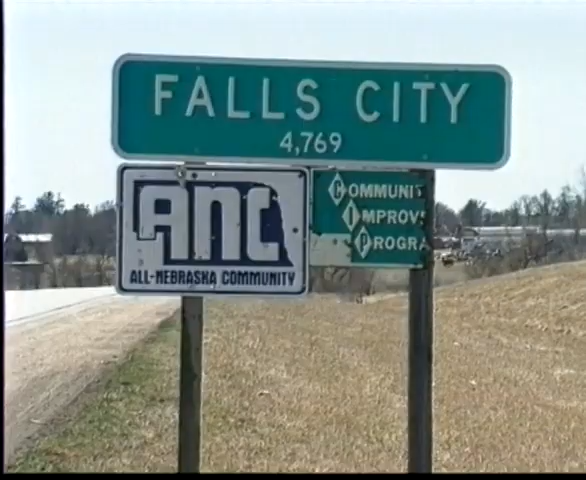 FALLS CITY
4,769
ANC
ALL-NEBRASKA COMMUNITY
COMMUNIT
IMPROV
PROGRA